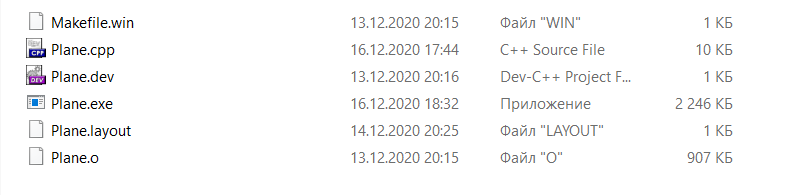 Makefile.win 13.12.2020 20:15 Файл "WIN" 1 КБ
CPP Plane.cpp 16.12.2020 17:44 C++ Source File 10 КБ
DEV Plane.dev 13.12.2020 20:16 Dev-C++ Project F... 1 КБ
Plane.exe 16.12.2020 18:32 Приложение 2 246 КБ
Plane.layout 14.12.2020 20:25 Файл "LAYOUT" 1 КБ
Plane.o 13.12.2020 20:15 Файл "O" 907 КБ